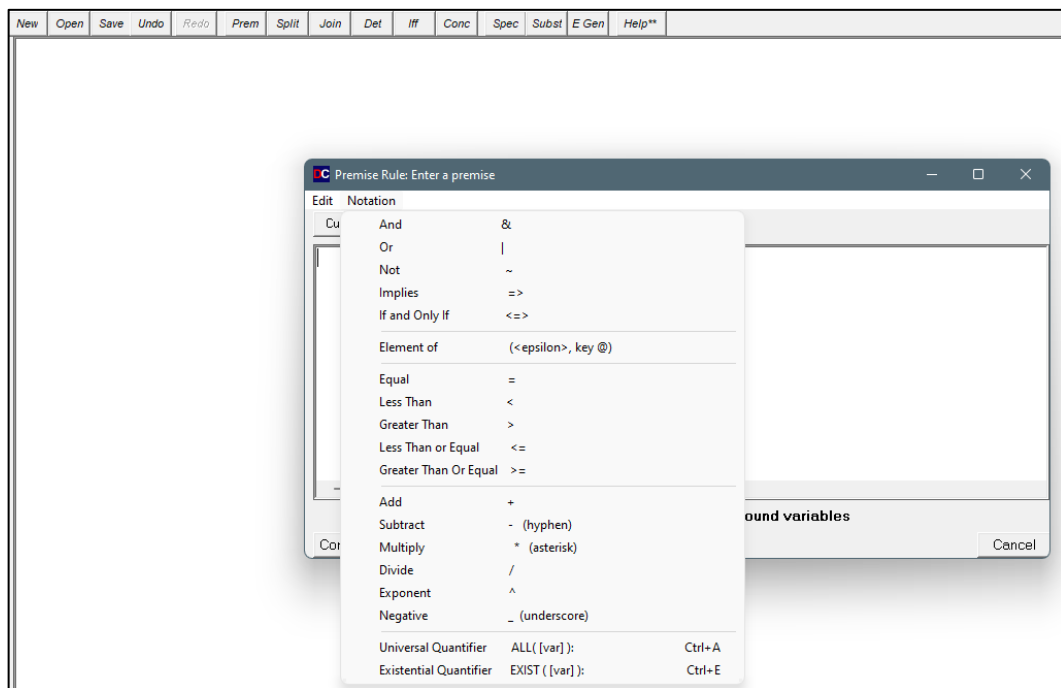 New Open Save Undo Redo Prem Split Join Det Iff Conc Spec Subst E Gen Help**
DC Premise Rule: Enter a premise
Edit Notation
Cu
And &
Or |
Not ~
Implies =>
If and Only If <=>
Element of (<epsilon>, key @)
Equal =
Less Than <
Greater Than >
Less Than or Equal <=
Greater Than Or Equal >=
Add +
Subtract - (hyphen)
ound variables
Multiply * (asterisk)
Cor
Cancel
Divide /
Exponent ^
Negative _ (underscore)
Universal Quantifier ALL( [var] ): Ctrl+A
Existential Quantifier EXIST ( [var] ): Ctrl+E